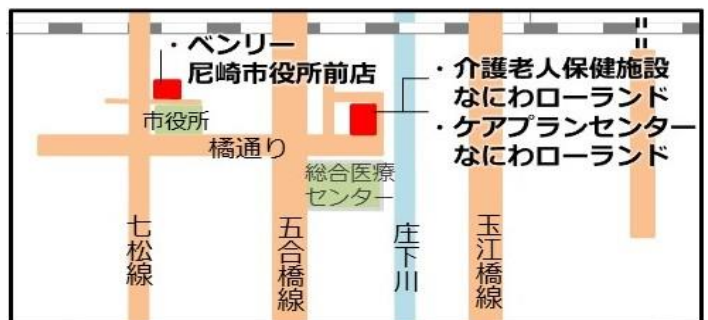 ・ベンリー
尼崎市役所前店
・介護老人保健施設
なにわローランド
・ケアプランセンター
なにわローランド
市役所
橘通り
総合医療
センター
七松線
五合橋線
庄下川
玉江橋線